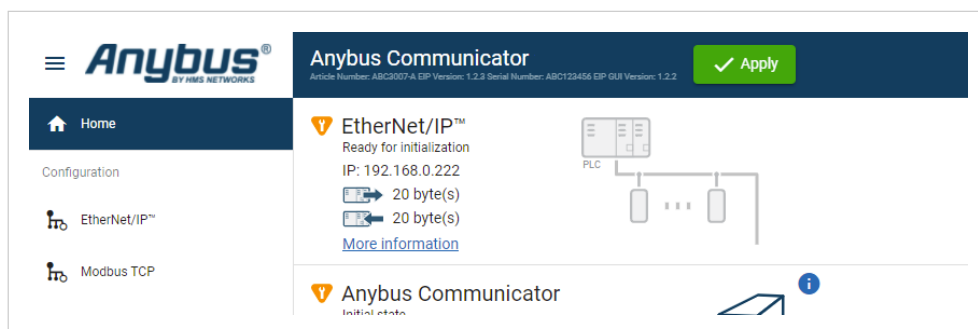 Anybus®
BY HMS NETWORKS
Anybus Communicator
Article Number: ABC3007-A EIP Version: 1.2.3 Serial Number: ABC123456 EIP GUI Version: 1.2.2
Apply
Home
Configuration
EtherNet/IP™
Modbus TCP
EtherNet/IP™
Ready for initialization
IP: 192.168.0.222
20 byte(s)
20 byte(s)
More information
PLC
Anybus Communicator
Initial state